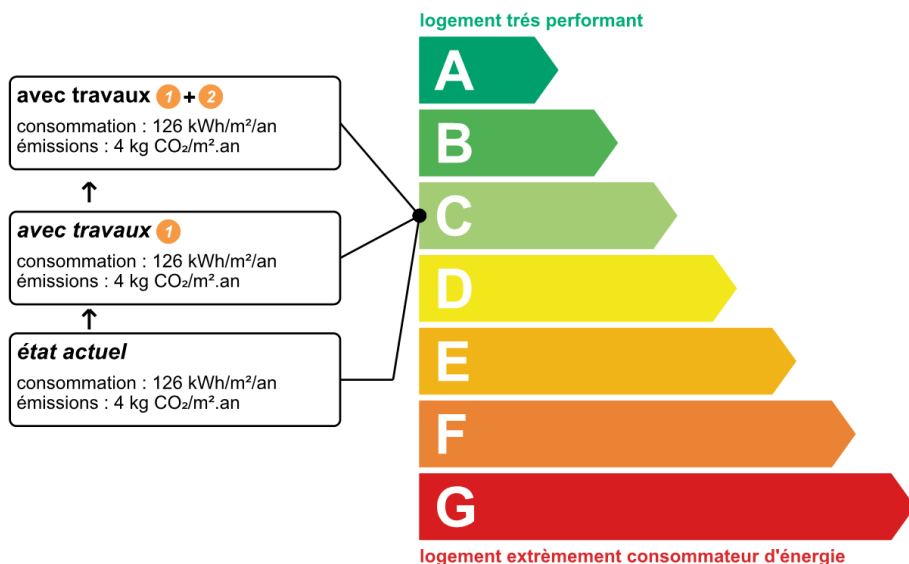 logement trés performant
avec travaux 1 + 2
consommation : 126 kWh/m²/an
émissions : 4 kg CO₂/m².an
avec travaux 1
consommation : 126 kWh/m²/an
émissions : 4 kg CO₂/m².an
état actuel
consommation : 126 kWh/m²/an
émissions : 4 kg CO₂/m².an
A
B
C
D
E
F
G
logement extrèmement consommateur d'énergie